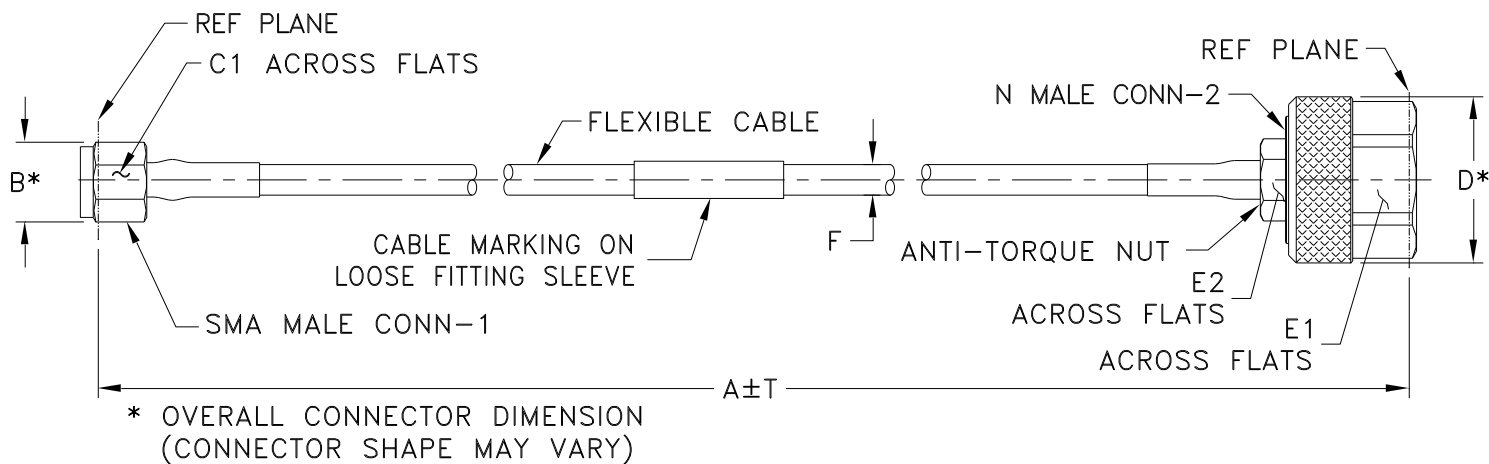 REF PLANE
C1 ACROSS FLATS
REF PLANE
N MALE CONN-2
FLEXIBLE CABLE
B*
D*
CABLE MARKING ON
LOOSE FITTING SLEEVE
F
ANTI-TORQUE NUT
E2
ACROSS FLATS
SMA MALE CONN-1
E1
ACROSS FLATS
A±T
* OVERALL CONNECTOR DIMENSION
(CONNECTOR SHAPE MAY VARY)